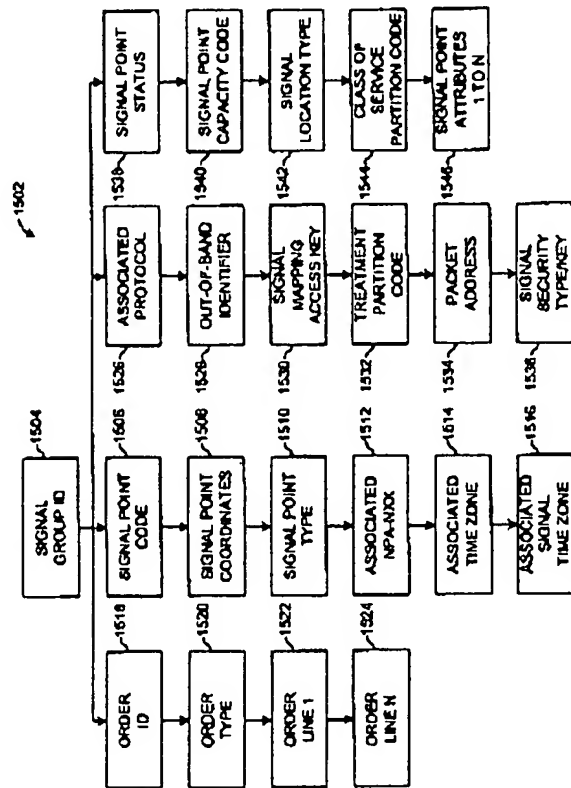 1502
1504
SIGNAL
GROUP ID
1518
ORDER
ID
1520
ORDER
TYPE
1522
ORDER
LINE 1
1524
ORDER
LINE N
1506
SIGNAL POINT
CODE
1508
SIGNAL POINT
COORDINATES
1510
SIGNAL POINT
TYPE
1512
ASSOCIATED
NPA-NXX
1514
ASSOCIATED
TIME ZONE
1516
ASSOCIATED
SIGNAL
TIME ZONE
1526
ASSOCIATED
PROTOCOL
1528
OUT-OF-BAND
IDENTIFIER
1530
SIGNAL
MAPPING
ACCESS KEY
1532
TREATMENT
PARTITION
CODE
1534
PACKET
ADDRESS
1536
SIGNAL
SECURITY
TYPE/KEY
1538
SIGNAL POINT
STATUS
1540
SIGNAL POINT
CAPACITY CODE
1542
SIGNAL
LOCATION TYPE
1544
CLASS OF
SERVICE
PARTITION CODE
1546
SIGNAL POINT
ATTRIBUTES
1 TO N